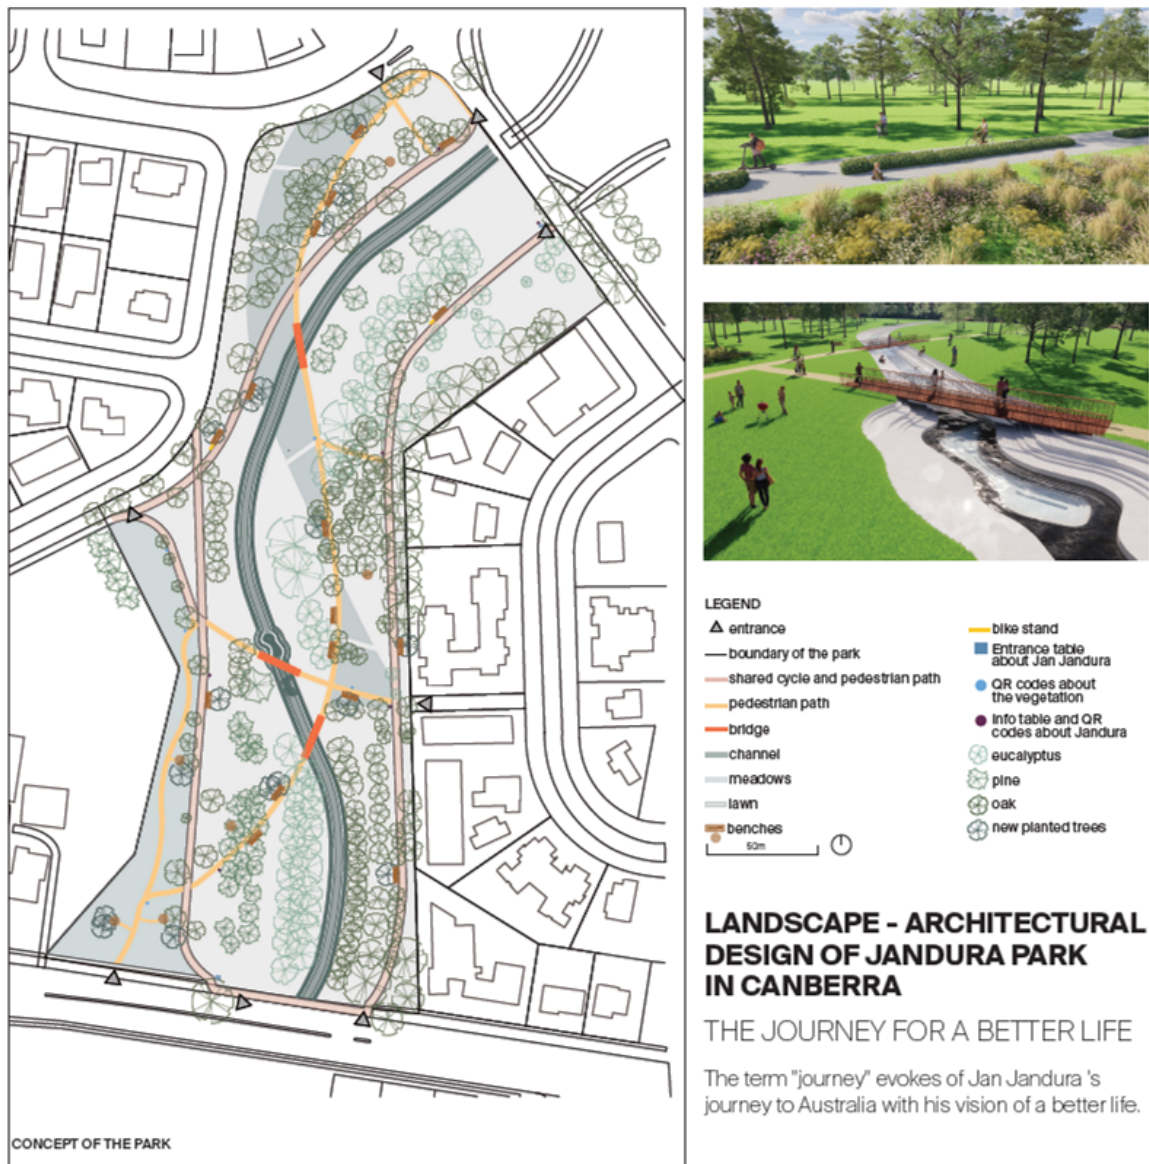 LEGEND
entrance
boundary of the park
shared cycle and pedestrian path
pedestrian path
bridge
channel
meadows
lawn
benches
50m
bike stand
Entrance table
about Jan Jandura
QR codes about
the vegetation
Info table and QR
codes about Jandura
eucalyptus
pine
oak
new planted trees
LANDSCAPE - ARCHITECTURAL
DESIGN OF JANDURA PARK
IN CANBERRA
THE JOURNEY FOR A BETTER LIFE
The term "journey" evokes of Jan Jandura 's
journey to Australia with his vision of a better life.
CONCEPT OF THE PARK